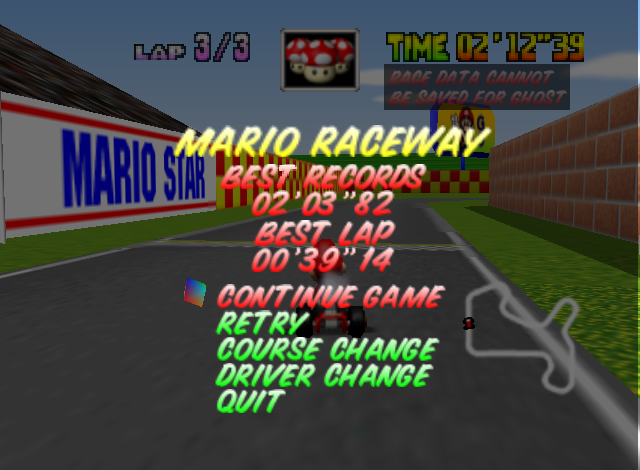 LAP 3/3
TIME 02'12"39
RACE DATA CANNOT
BE SAVED FOR GHOST
MARIO STAR
MARIO RACEWAY
BEST RECORDS
02'03"82
BEST LAP
00'39"14
CONTINUE GAME
RETRY
COURSE CHANGE
DRIVER CHANGE
QUIT